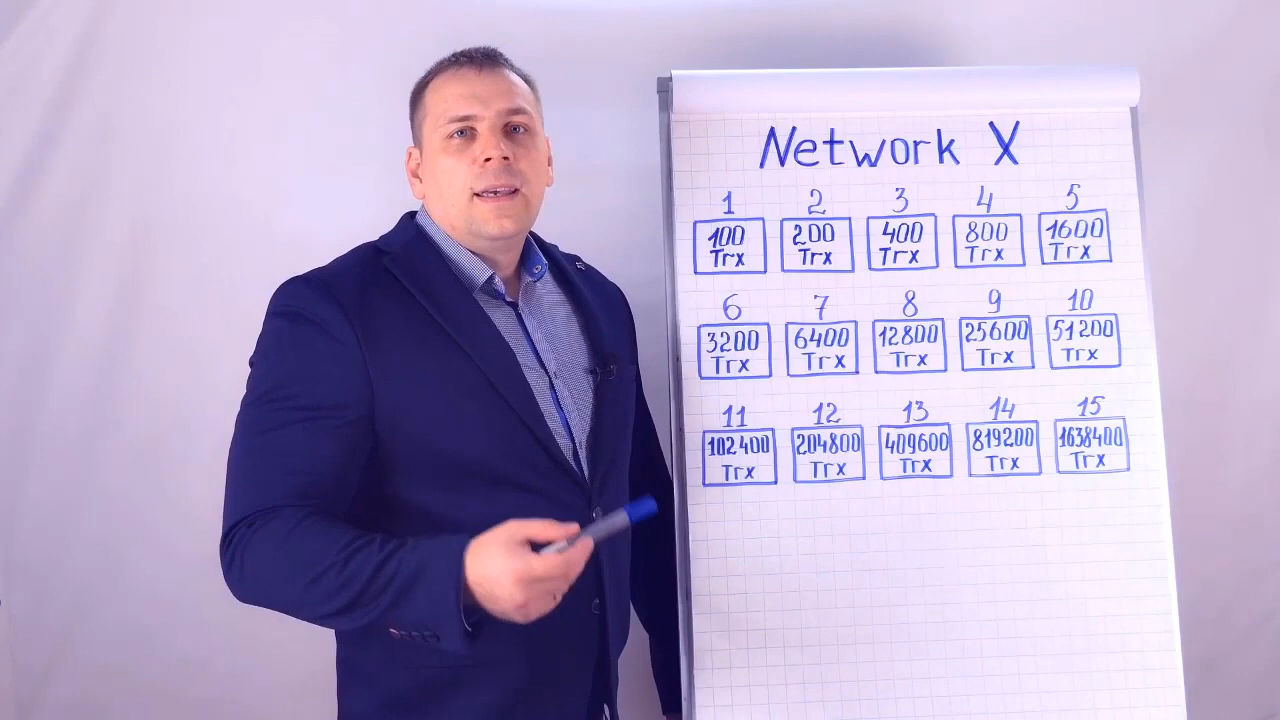 Network X
1 2 3 4 5
100 200 400 800 1600
Trx Trx Trx Trx Trx
6 7 8 9 10
3200 6400 12800 25600 51200
Trx Trx Trx Trx Trx
11 12 13 14 15
102400 204800 409600 819200 1638400
Trx Trx Trx Trx Trx